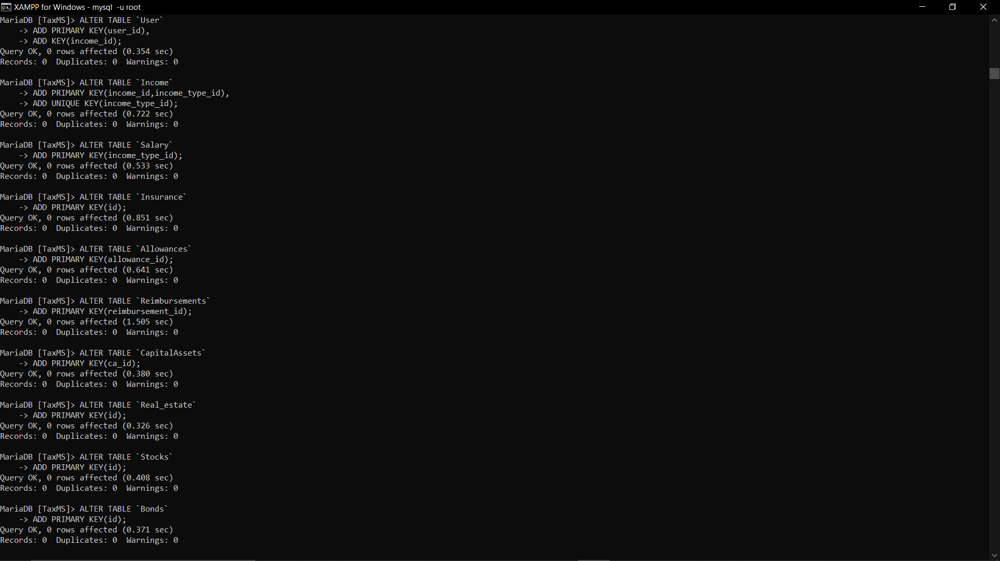 XAMPP for Windows - mysql  -u root
MariaDB [TaxMS]> ALTER TABLE `User`
    -> ADD PRIMARY KEY(user_id),
    -> ADD KEY(income_id);
Query OK, 0 rows affected (0.354 sec)
Records: 0  Duplicates: 0  Warnings: 0

MariaDB [TaxMS]> ALTER TABLE `Income`
    -> ADD PRIMARY KEY(income_id,income_type_id),
    -> ADD UNIQUE KEY(income_type_id);
Query OK, 0 rows affected (0.722 sec)
Records: 0  Duplicates: 0  Warnings: 0

MariaDB [TaxMS]> ALTER TABLE `Salary`
    -> ADD PRIMARY KEY(income_type_id);
Query OK, 0 rows affected (0.533 sec)
Records: 0  Duplicates: 0  Warnings: 0

MariaDB [TaxMS]> ALTER TABLE `Insurance`
    -> ADD PRIMARY KEY(id);
Query OK, 0 rows affected (0.851 sec)
Records: 0  Duplicates: 0  Warnings: 0

MariaDB [TaxMS]> ALTER TABLE `Allowances`
    -> ADD PRIMARY KEY(allowance_id);
Query OK, 0 rows affected (0.641 sec)
Records: 0  Duplicates: 0  Warnings: 0

MariaDB [TaxMS]> ALTER TABLE `Reimbursements`
    -> ADD PRIMARY KEY(reimbursement_id);
Query OK, 0 rows affected (1.505 sec)
Records: 0  Duplicates: 0  Warnings: 0

MariaDB [TaxMS]> ALTER TABLE `CapitalAssets`
    -> ADD PRIMARY KEY(ca_id);
Query OK, 0 rows affected (0.380 sec)
Records: 0  Duplicates: 0  Warnings: 0

MariaDB [TaxMS]> ALTER TABLE `Real_estate`
    -> ADD PRIMARY KEY(id);
Query OK, 0 rows affected (0.326 sec)
Records: 0  Duplicates: 0  Warnings: 0

MariaDB [TaxMS]> ALTER TABLE `Stocks`
    -> ADD PRIMARY KEY(id);
Query OK, 0 rows affected (0.408 sec)
Records: 0  Duplicates: 0  Warnings: 0

MariaDB [TaxMS]> ALTER TABLE `Bonds`
    -> ADD PRIMARY KEY(id);
Query OK, 0 rows affected (0.371 sec)
Records: 0  Duplicates: 0  Warnings: 0